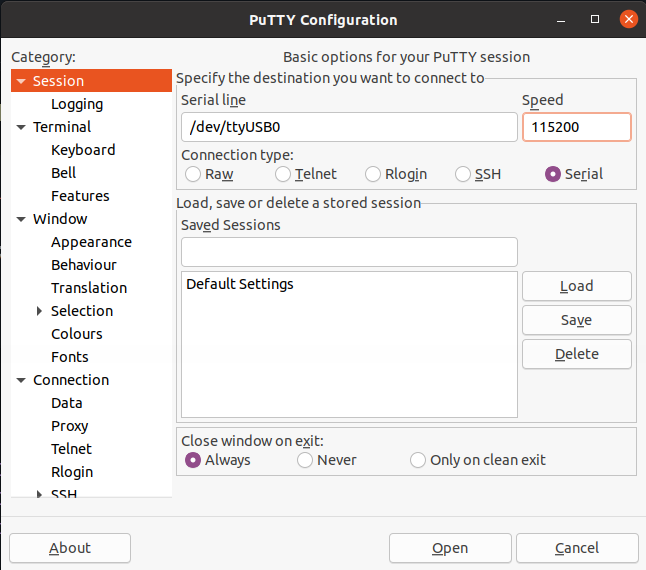 PuTTY Configuration
Category:
Session
Logging
Terminal
Keyboard
Bell
Features
Window
Appearance
Behaviour
Translation
Selection
Colours
Fonts
Connection
Data
Proxy
Telnet
Rlogin
SSH
Basic options for your PuTTY session
Specify the destination you want to connect to
Serial line
Speed
/dev/ttyUSB0
115200
Connection type:
Raw
Telnet
Rlogin
SSH
Serial
Load, save or delete a stored session
Saved Sessions
Default Settings
Load
Save
Delete
Close window on exit:
Always
Never
Only on clean exit
About
Open
Cancel